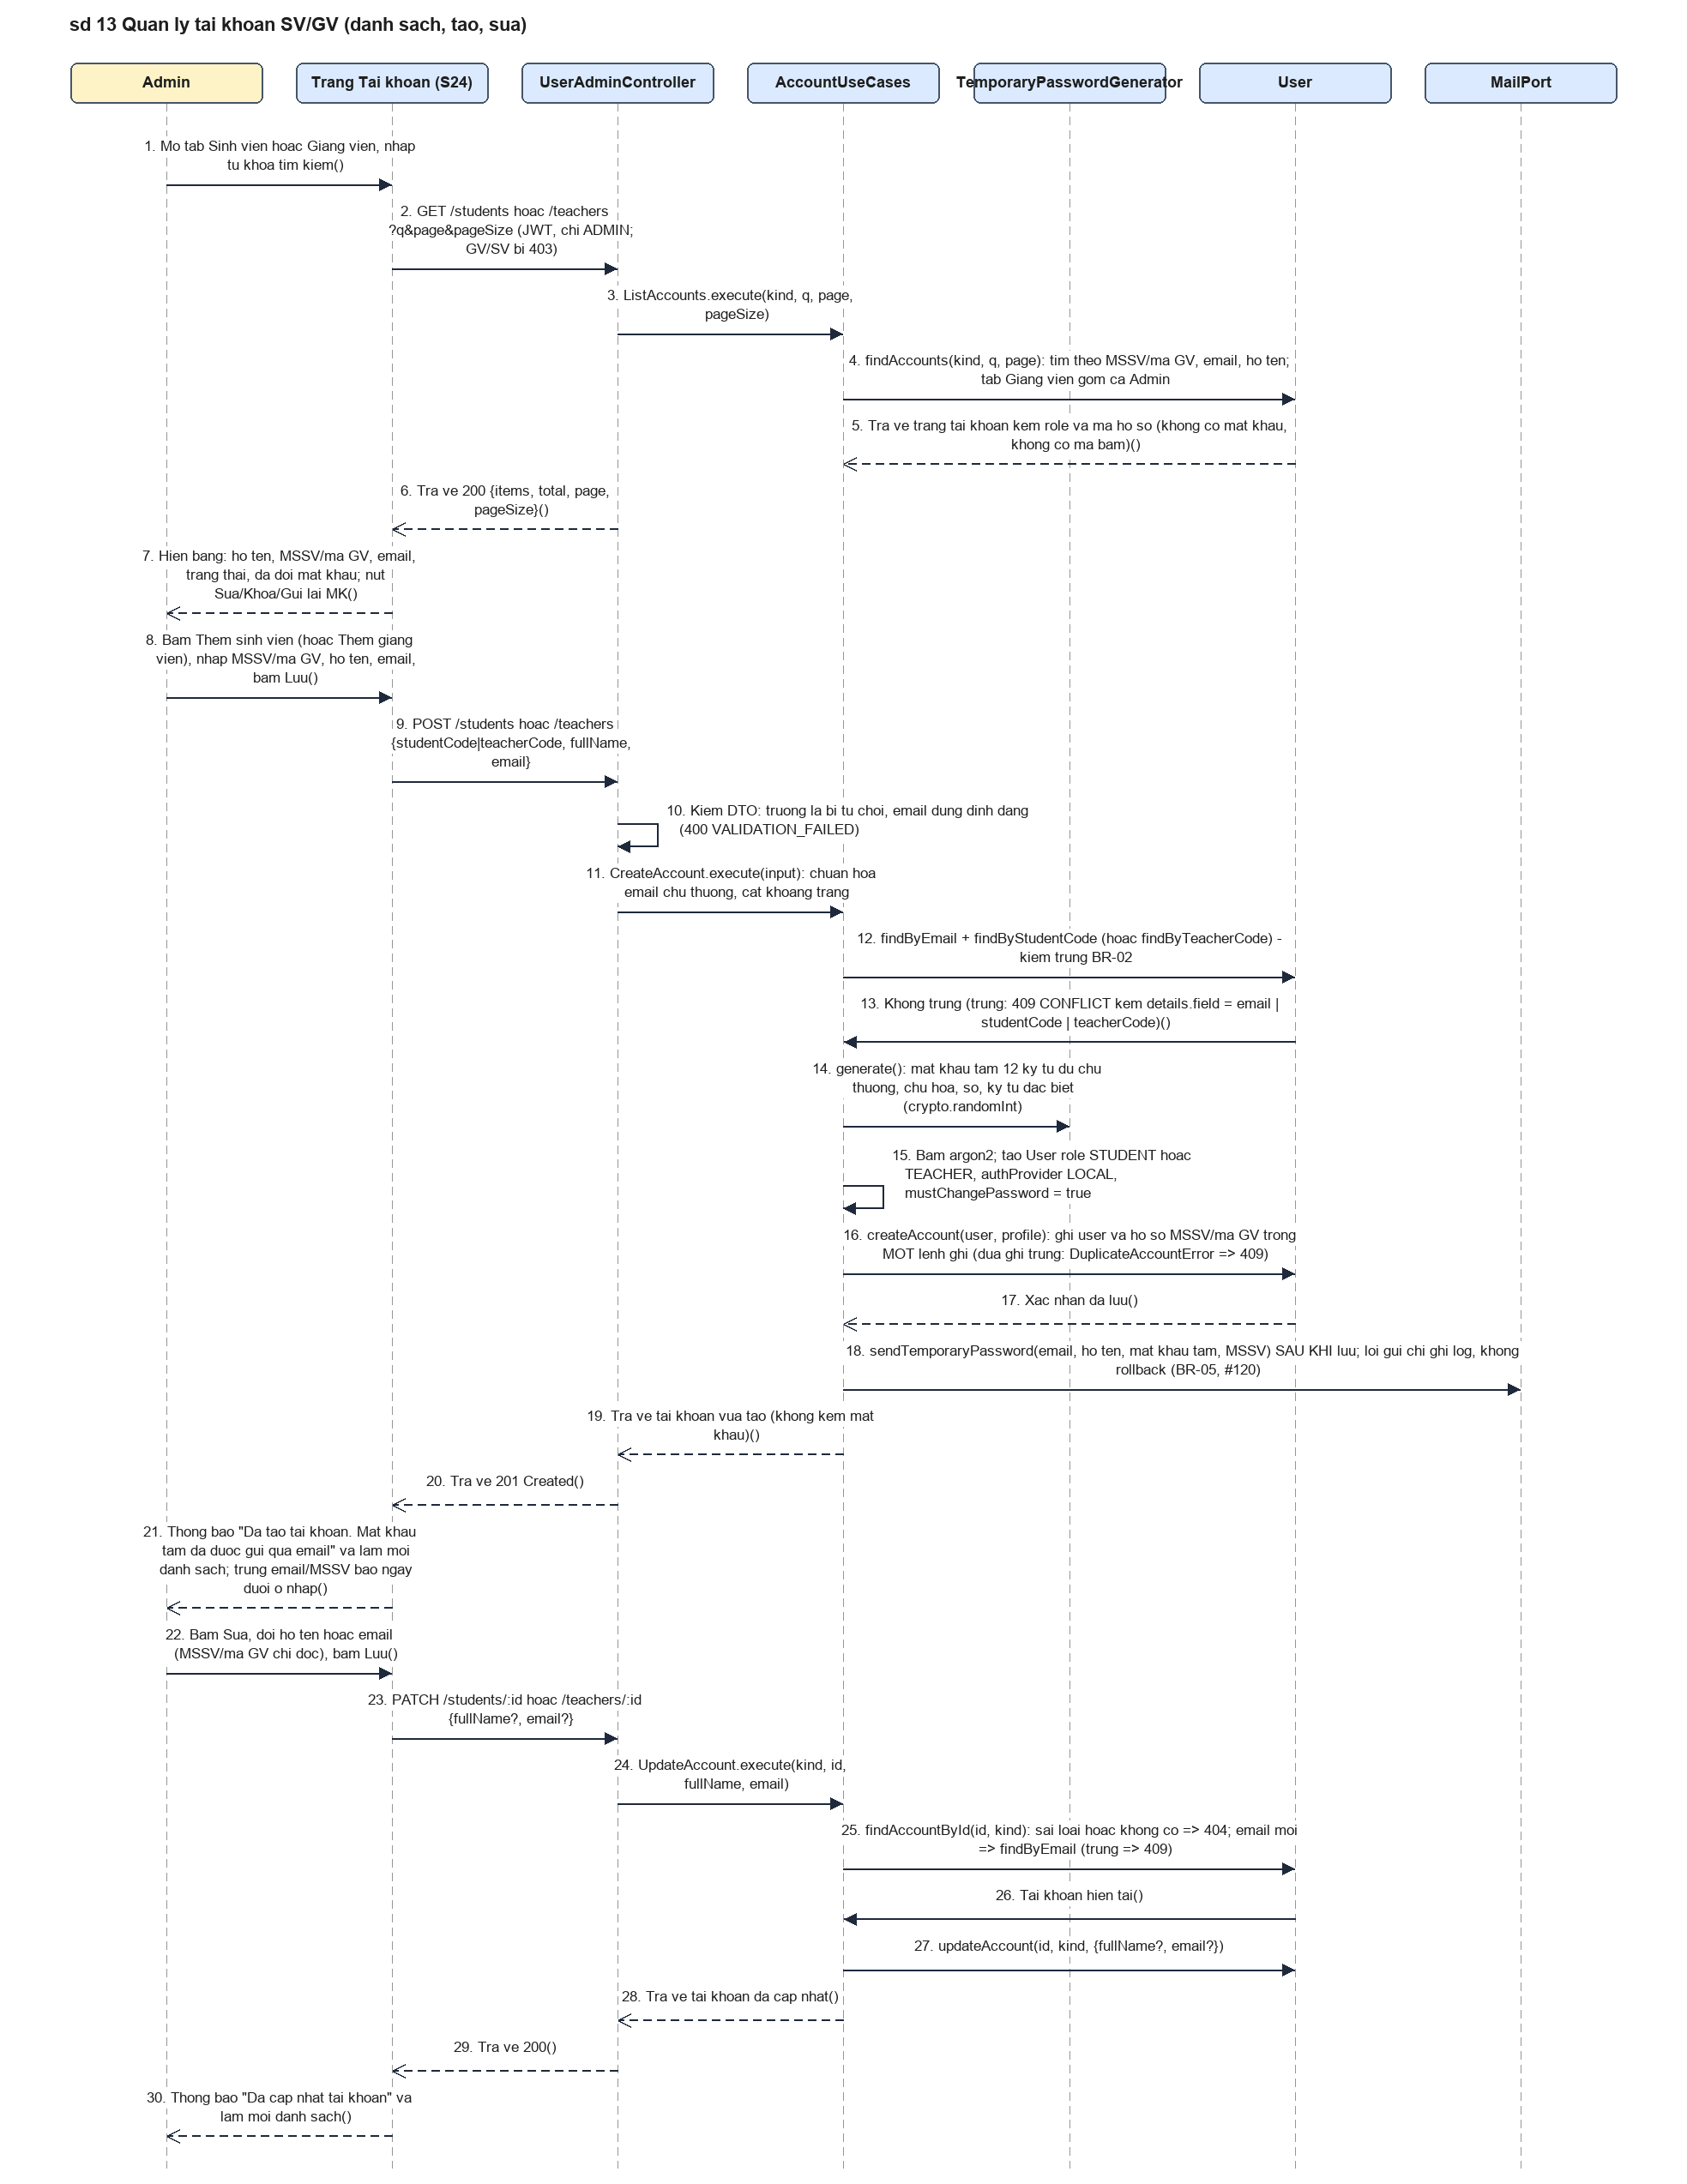 sd 13 Quan ly tai khoan SV/GV (danh sach, tao, sua)
Admin
Trang Tai khoan (S24)
UserAdminController
AccountUseCases
TemporaryPasswordGenerator
User
MailPort
1. Mo tab Sinh vien hoac Giang vien, nhap
tu khoa tim kiem()
2. GET /students hoac /teachers
?q&page&pageSize (JWT, chi ADMIN;
GV/SV bi 403)
3. ListAccounts.execute(kind, q, page,
pageSize)
4. findAccounts(kind, q, page): tim theo MSSV/ma GV, email, ho ten;
tab Giang vien gom ca Admin
5. Tra ve trang tai khoan kem role va ma ho so (khong co mat khau,
khong co ma bam)()
6. Tra ve 200 {items, total, page,
pageSize}()
7. Hien bang: ho ten, MSSV/ma GV, email,
trang thai, da doi mat khau; nut
Sua/Khoa/Gui lai MK()
8. Bam Them sinh vien (hoac Them giang
vien), nhap MSSV/ma GV, ho ten, email,
bam Luu()
9. POST /students hoac /teachers
{studentCode|teacherCode, fullName,
email}
10. Kiem DTO: truong la bi tu choi, email dung dinh dang
(400 VALIDATION_FAILED)
11. CreateAccount.execute(input): chuan hoa
email chu thuong, cat khoang trang
12. findByEmail + findByStudentCode (hoac findByTeacherCode) -
kiem trung BR-02
13. Khong trung (trung: 409 CONFLICT kem details.field = email |
studentCode | teacherCode)()
14. generate(): mat khau tam 12 ky tu du chu
thuong, chu hoa, so, ky tu dac biet
(crypto.randomInt)
15. Bam argon2; tao User role STUDENT hoac
TEACHER, authProvider LOCAL,
mustChangePassword = true
16. createAccount(user, profile): ghi user va ho so MSSV/ma GV trong
MOT lenh ghi (dua ghi trung: DuplicateAccountError => 409)
17. Xac nhan da luu()
18. sendTemporaryPassword(email, ho ten, mat khau tam, MSSV) SAU KHI luu; loi gui chi ghi log, khong
rollback (BR-05, #120)
19. Tra ve tai khoan vua tao (khong kem mat
khau)()
20. Tra ve 201 Created()
21. Thong bao "Da tao tai khoan. Mat khau
tam da duoc gui qua email" va lam moi
danh sach; trung email/MSSV bao ngay
duoi o nhap()
22. Bam Sua, doi ho ten hoac email
(MSSV/ma GV chi doc), bam Luu()
23. PATCH /students/:id hoac /teachers/:id
{fullName?, email?}
24. UpdateAccount.execute(kind, id,
fullName, email)
25. findAccountById(id, kind): sai loai hoac khong co => 404; email moi
=> findByEmail (trung => 409)
26. Tai khoan hien tai()
27. updateAccount(id, kind, {fullName?, email?})
28. Tra ve tai khoan da cap nhat()
29. Tra ve 200()
30. Thong bao "Da cap nhat tai khoan" va
lam moi danh sach()